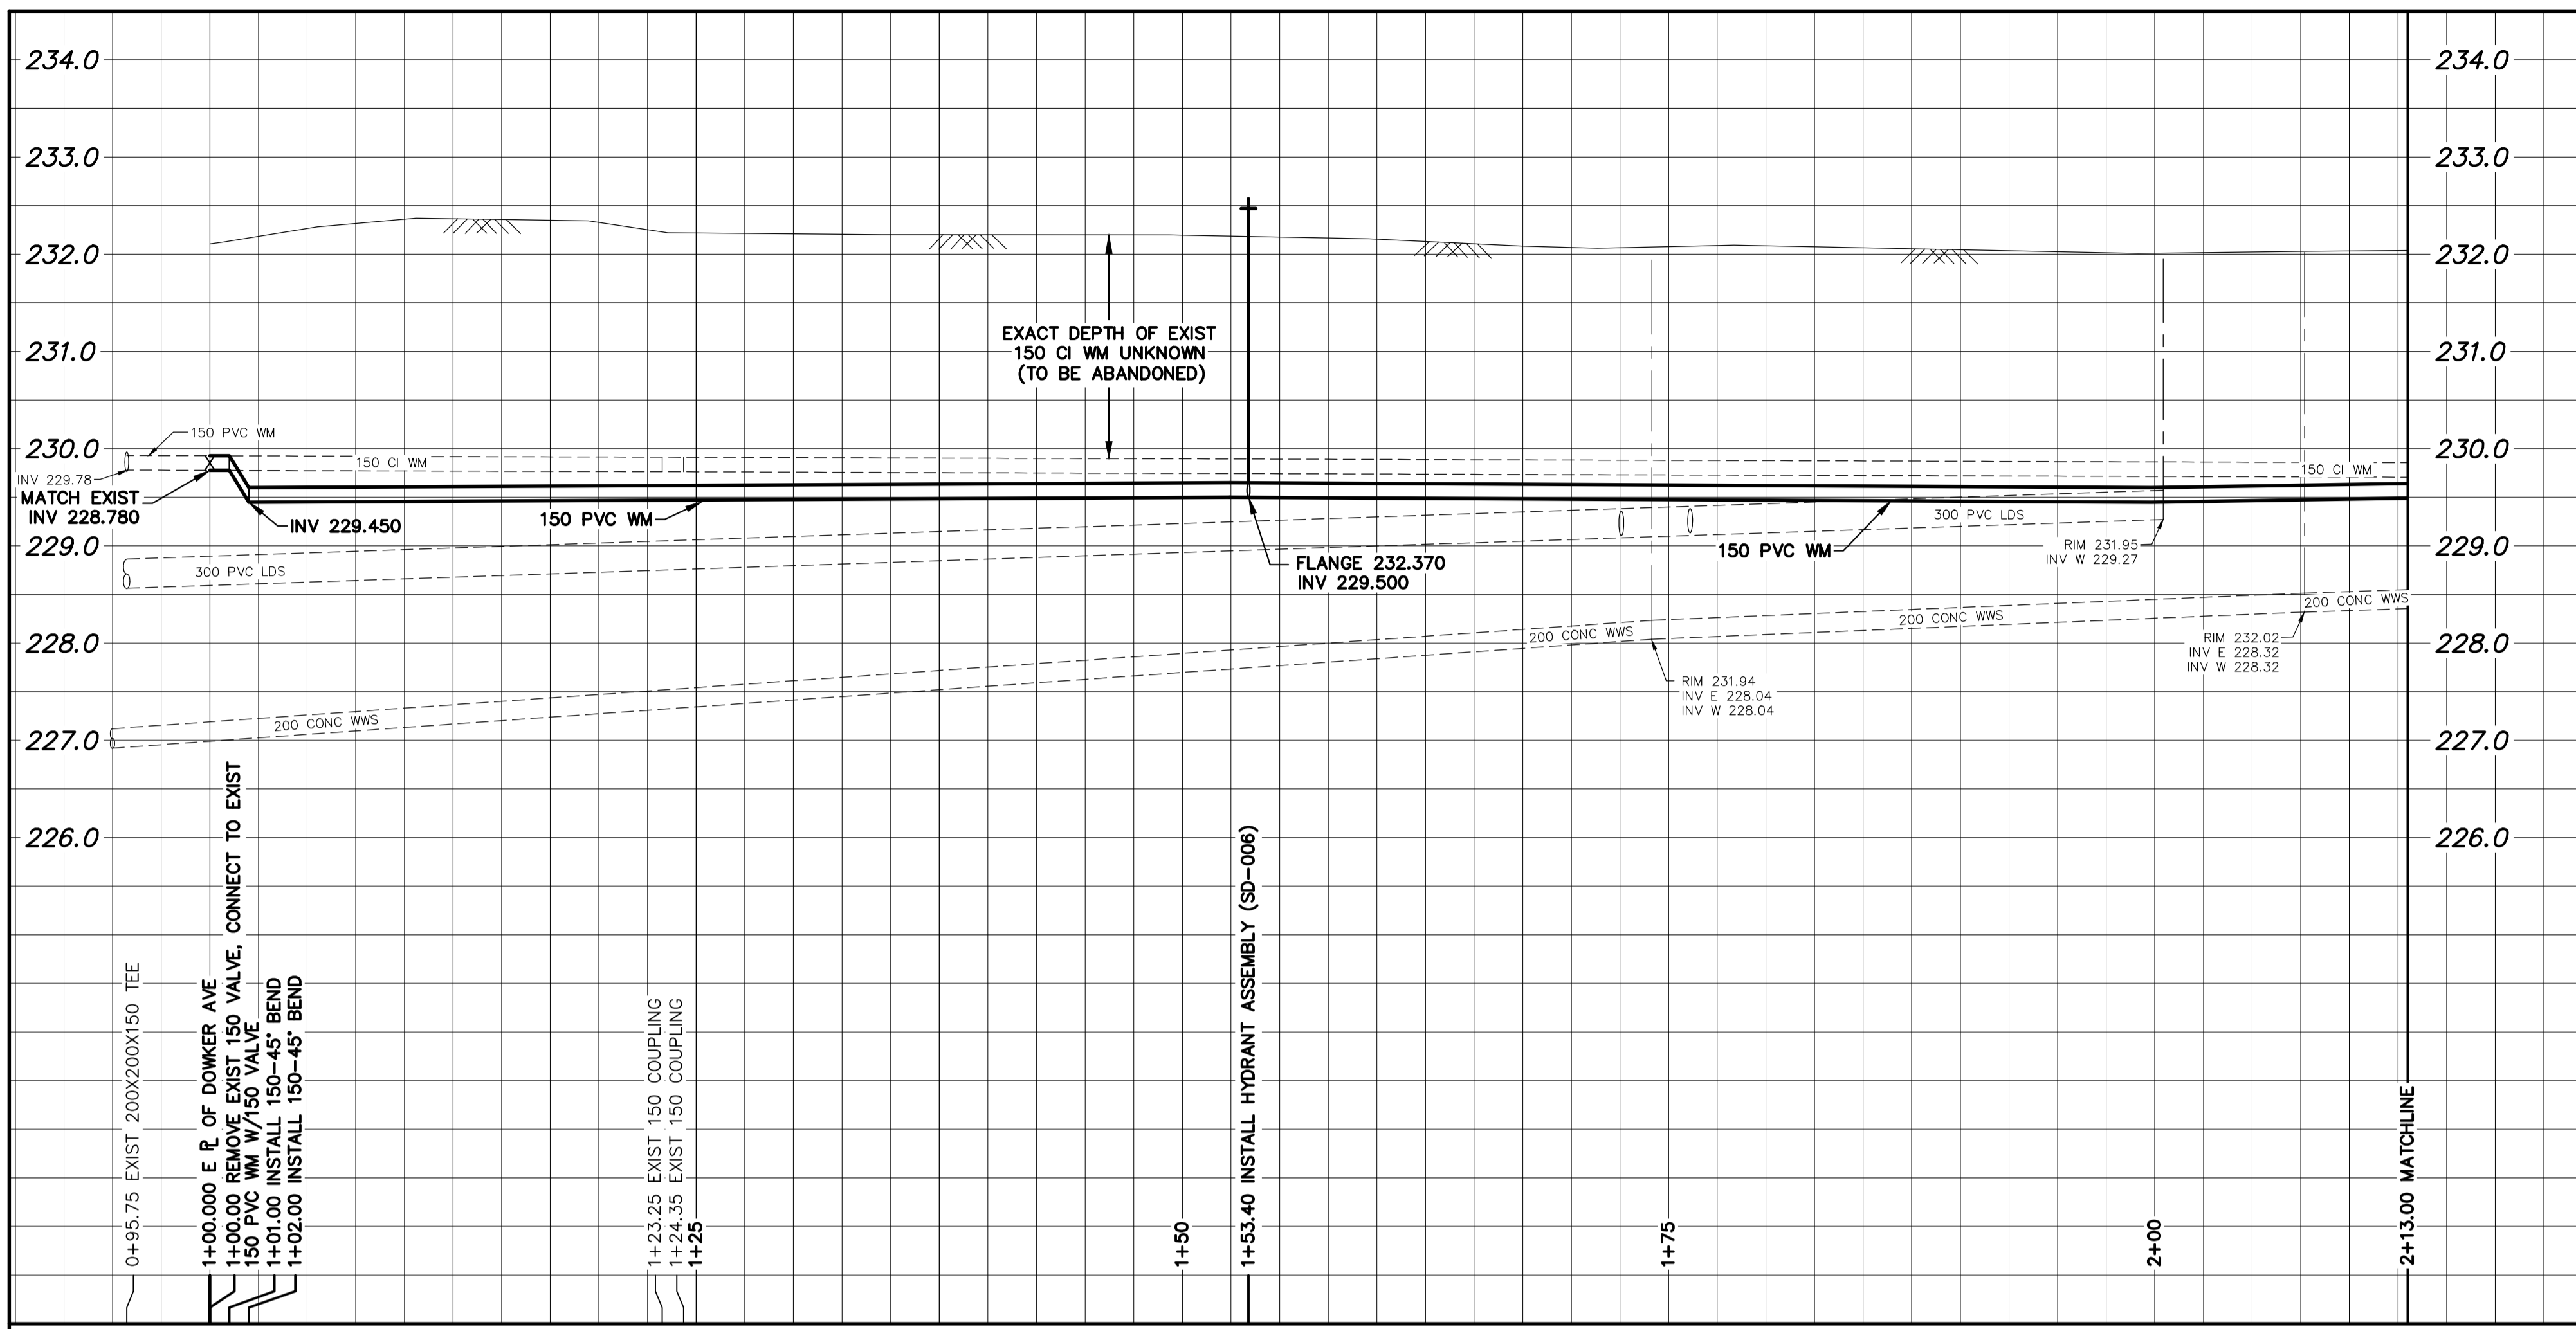 234.0
234.0
233.0
233.0
232.0
232.0
EXACT DEPTH OF EXIST
150 CI WM UNKNOWN
(TO BE ABANDONED)
231.0
231.0
150 PVC WM
230.0
230.0
150 CI WM
150 CI WM
INV 229.78
MATCH EXIST
INV 228.780
INV 229.450
150 PVC WM
300 PVC LDS
229.0
229.0
300 PVC LDS
FLANGE 232.370
INV 229.500
150 PVC WM
RIM 231.95
INV W 229.27
200 CONC WWS
200 CONC WWS
200 CONC WWS
228.0
228.0
RIM 232.02
INV E 228.32
INV W 228.32
RIM 231.94
INV E 228.04
INV W 228.04
200 CONC WWS
227.0
227.0
226.0
226.0
0+95.75 EXIST 200X200X150 TEE
1+00.000 E PL OF DOWKER AVE
1+00.00 REMOVE EXIST 150 VALVE, CONNECT TO EXIST
150 PVC WM W/150 VALVE
1+01.00 INSTALL 150-45° BEND
1+02.00 INSTALL 150-45° BEND
1+23.25 EXIST 150 COUPLING
1+24.35 EXIST 150 COUPLING
1+25
1+50
1+53.40 INSTALL HYDRANT ASSEMBLY (SD-006)
1+75
2+00
2+13.00 MATCHLINE